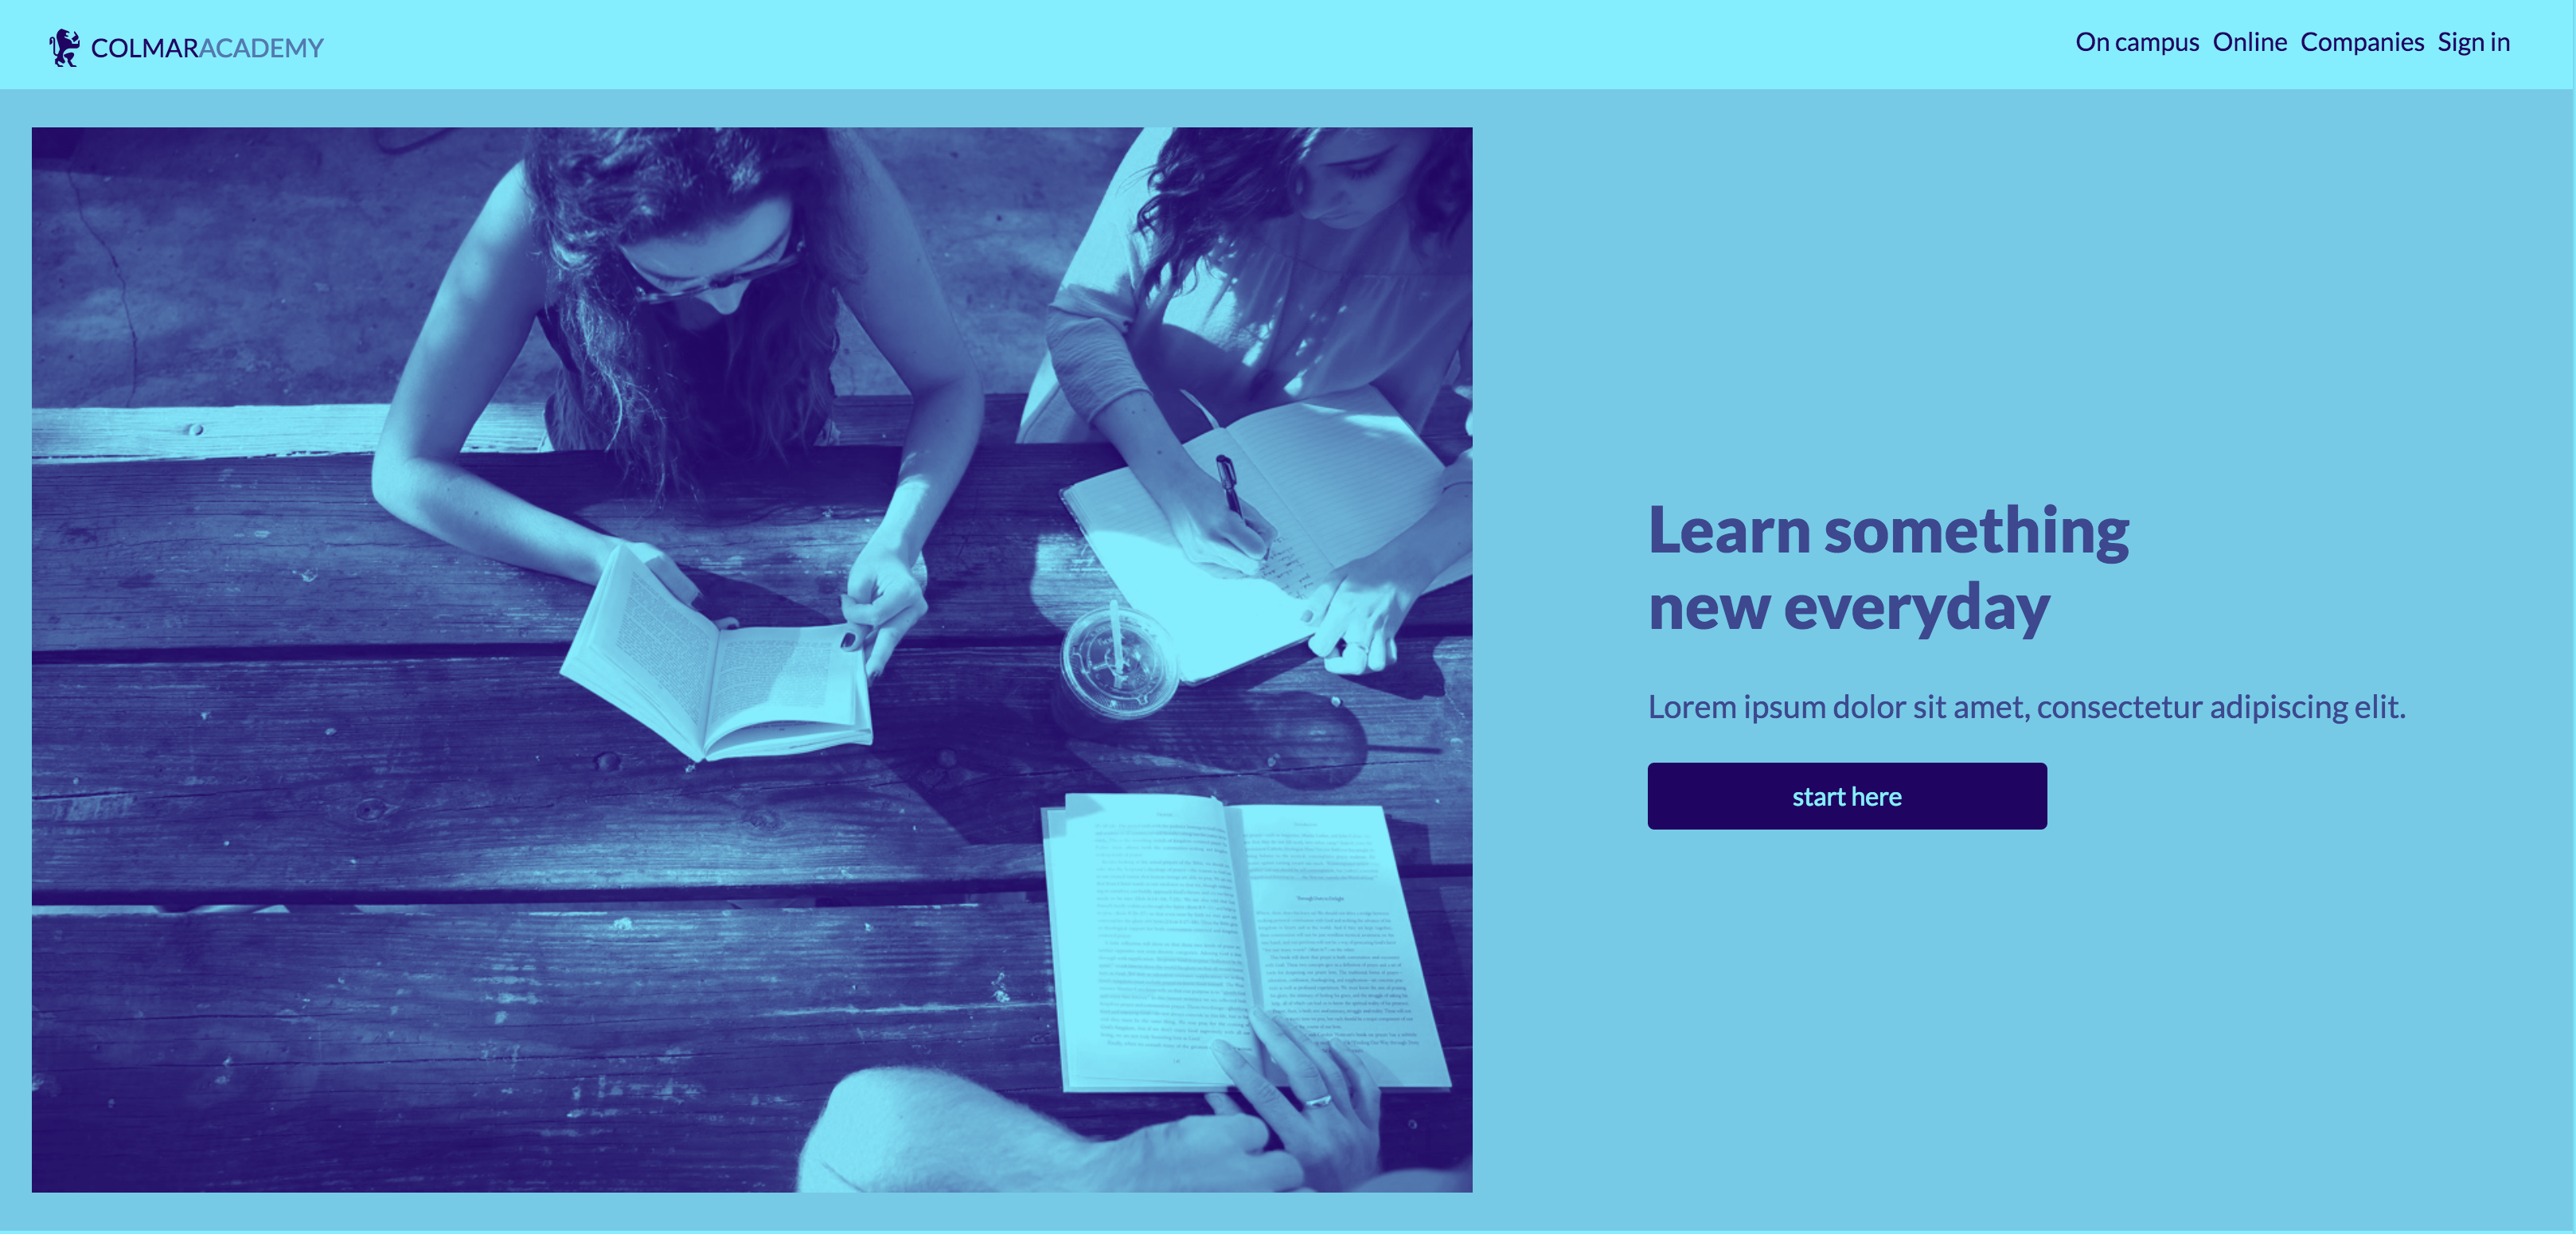 COLMARACADEMY
On campus Online Companies Sign in
Learn something
new everyday
Lorem ipsum dolor sit amet, consectetur adipiscing elit.
start here